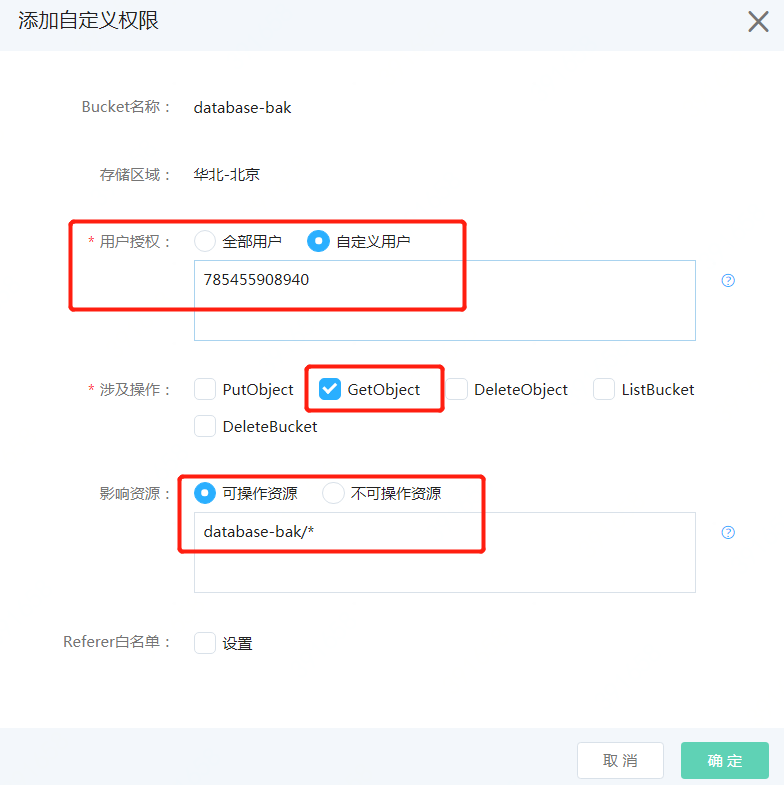 添加自定义权限
Bucket名称： database-bak
存储区域： 华北-北京
* 用户授权： 全部用户 自定义用户
785455908940
* 涉及操作： PutObject GetObject DeleteObject ListBucket
DeleteBucket
影响资源： 可操作资源 不可操作资源
database-bak/*
Referer白名单： 设置
取消 确定